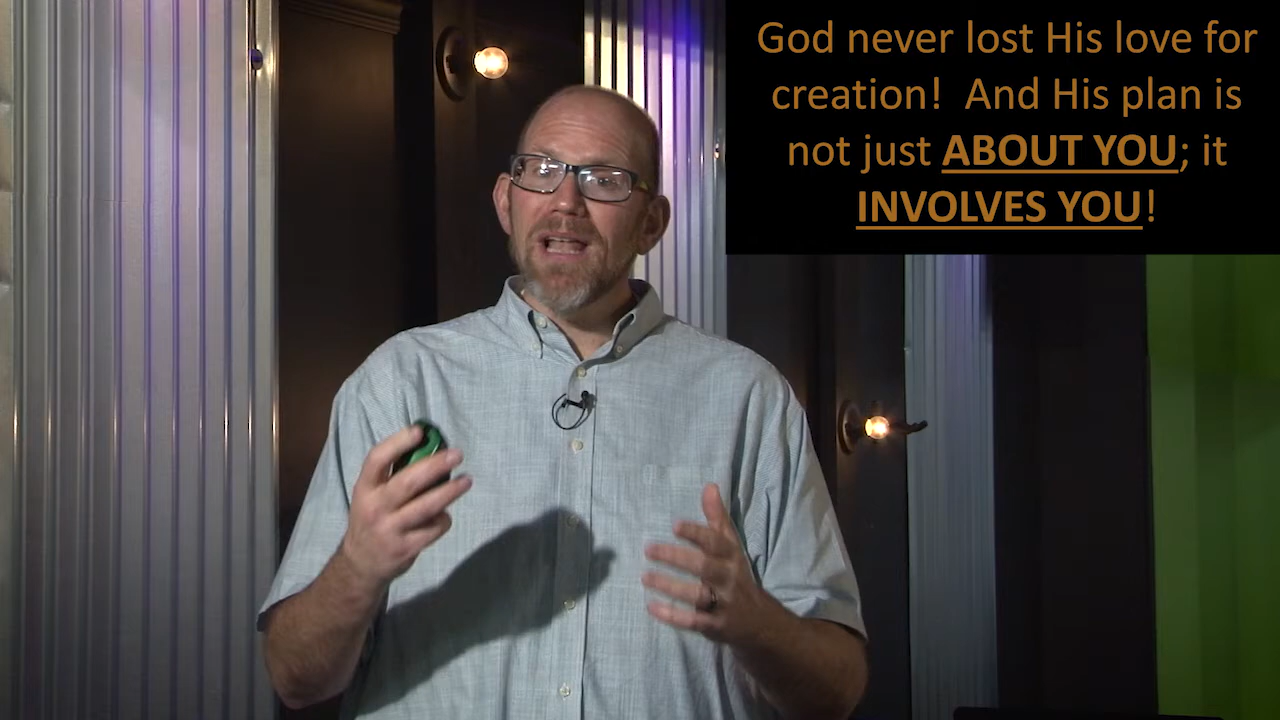 God never lost His love for
creation!  And His plan is
not just ABOUT YOU; it
INVOLVES YOU!